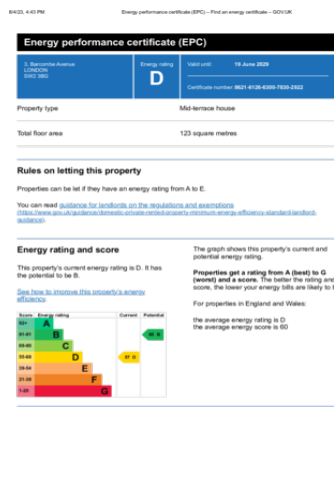 8/4/23, 4:43 PM
Energy performance certificate (EPC) – Find an energy certificate – GOV.UK
Energy performance certificate (EPC)
3, Barcombe Avenue
LONDON
SW2 3BG
Energy rating
D
Valid until: 19 June 2029
Certificate number:
Property type
Mid-terrace house
Total floor area
123 square metres
Rules on letting this property
Properties can be let if they have an energy rating from A to E.
You can read guidance for landlords on the regulations and exemptions
(https://www.gov.uk/guidance/domestic-private-rented-property-minimum-energy-efficiency-standard-landlord-
guidance).
Energy rating and score
This property's current energy rating is D. It has
the potential to be B.
See how to improve this property's energy
efficiency.
Score Energy rating Current Potential
92+ A
81-91 B
69-80 C
55-68 D 67 D
39-54 E
21-38 F
1-20 G
The graph shows this property's current and
potential energy rating.
Properties get a rating from A (best) to G
(worst) and a score. The better the rating and
score, the lower your energy bills are likely to
For properties in England and Wales:
the average energy rating is D
the average energy score is 60